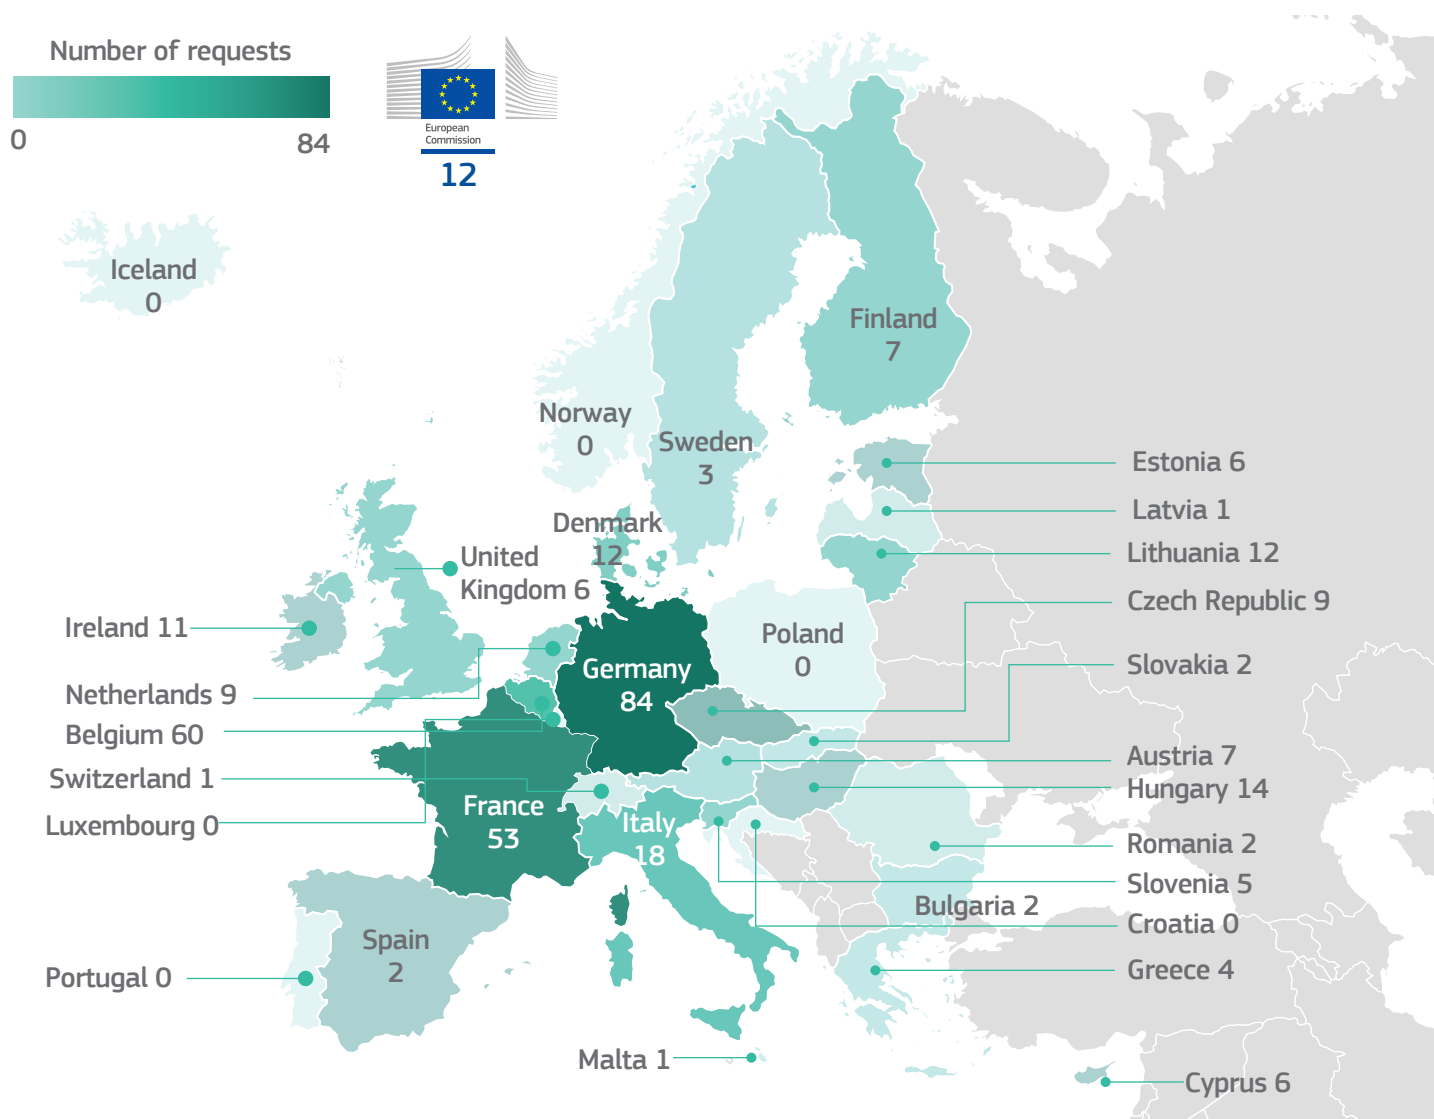 Number of requests
0
84
European
Commission
12
Iceland
0
Finland
7
Norway
0
Sweden
3
Denmark
12
United
Kingdom 6
Ireland 11
Netherlands 9
Belgium 60
Switzerland 1
Luxembourg 0
Germany
84
Poland
0
France
53
Italy
18
Spain
2
Portugal 0
Malta 1
Estonia 6
Latvia 1
Lithuania 12
Czech Republic 9
Slovakia 2
Austria 7
Hungary 14
Romania 2
Slovenia 5
Bulgaria 2
Croatia 0
Greece 4
Cyprus 6